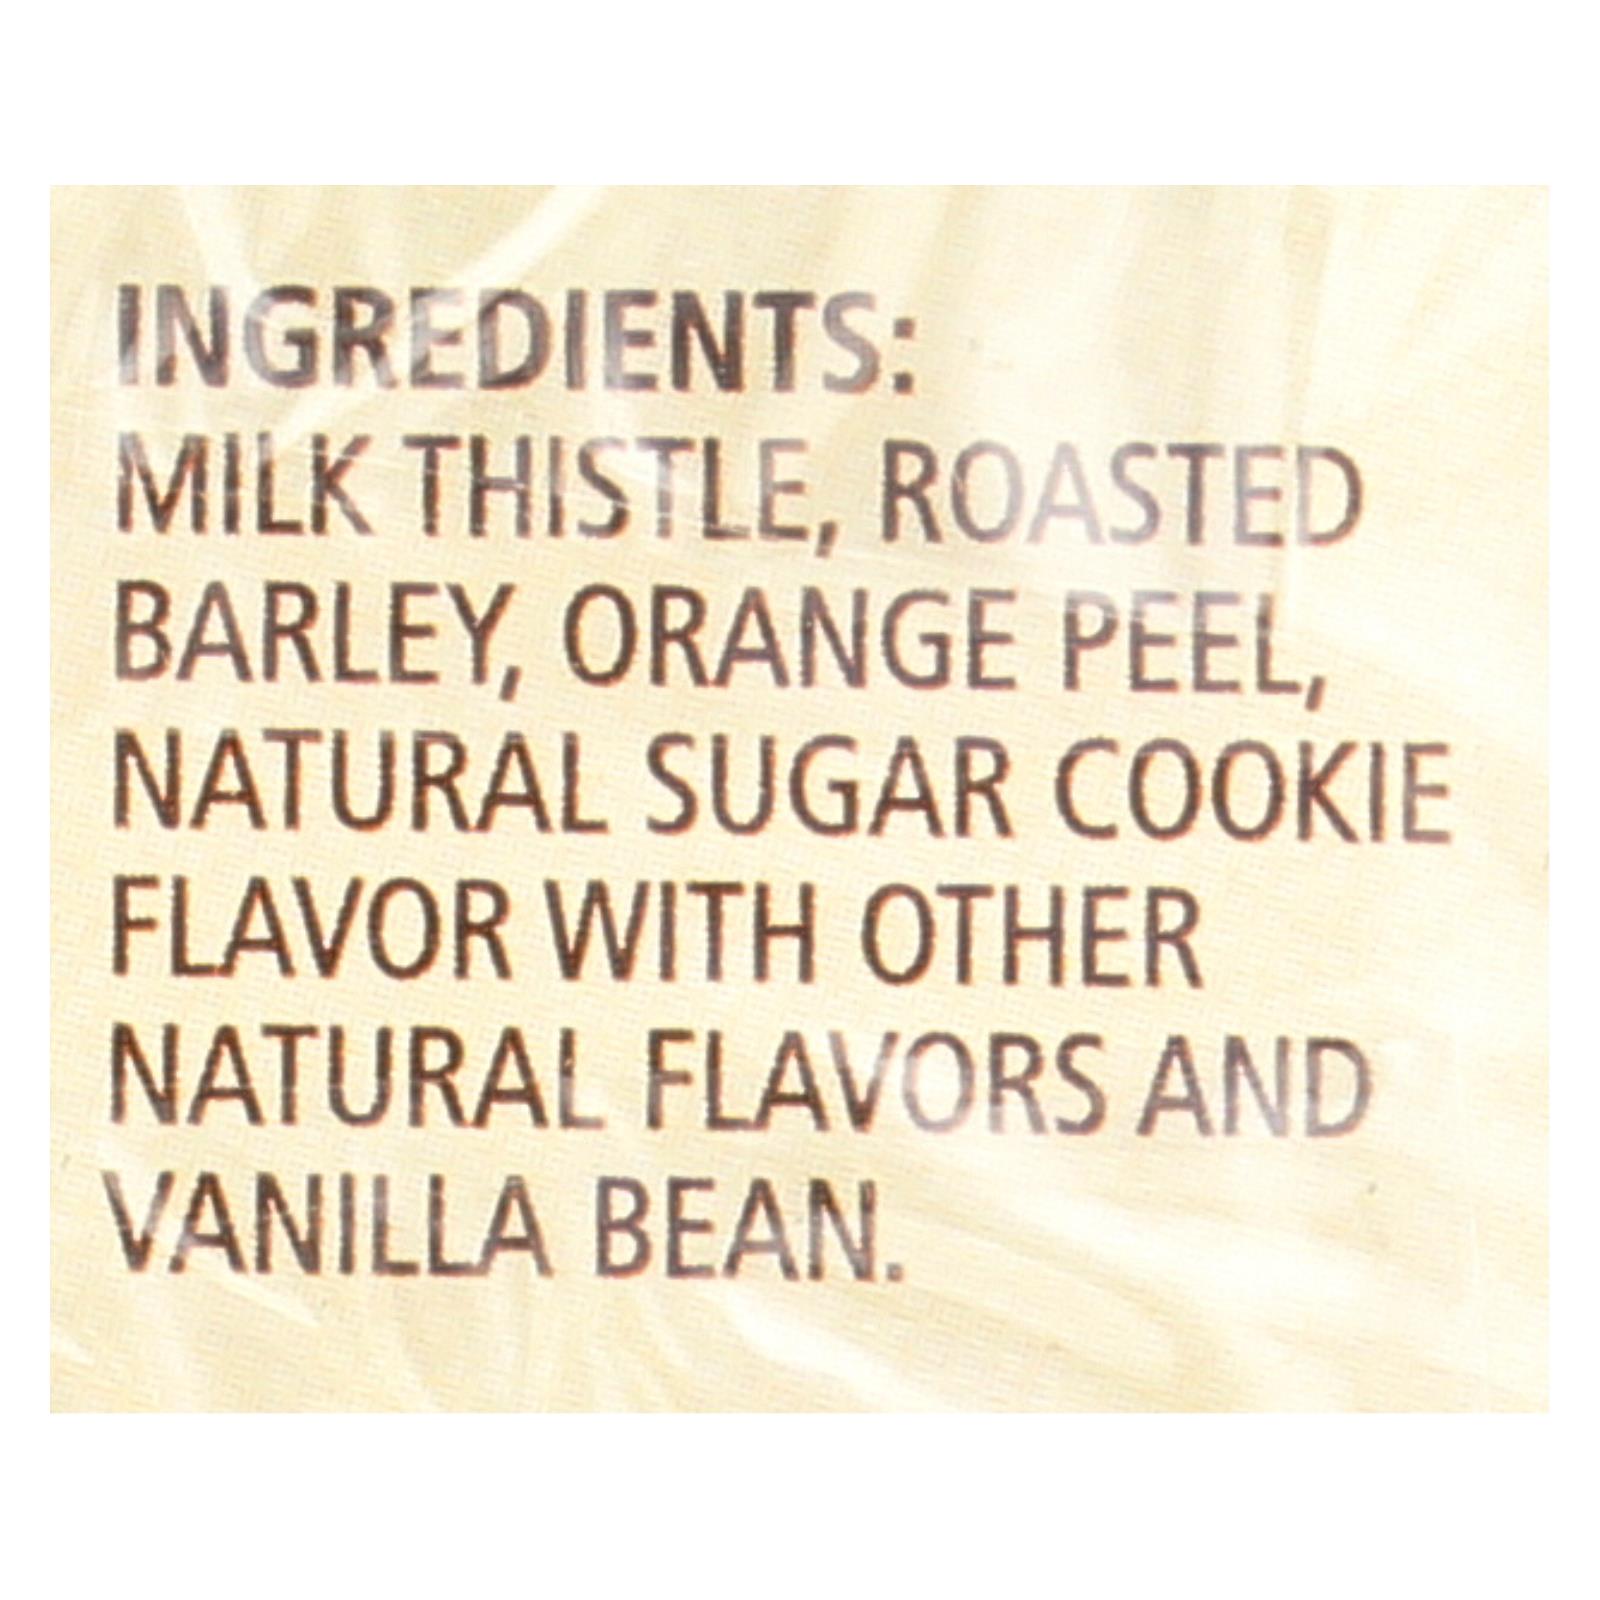 INGREDIENTS:
MILK THISTLE, ROASTED
BARLEY, ORANGE PEEL,
NATURAL SUGAR COOKIE
FLAVOR WITH OTHER
NATURAL FLAVORS AND
VANILLA BEAN.